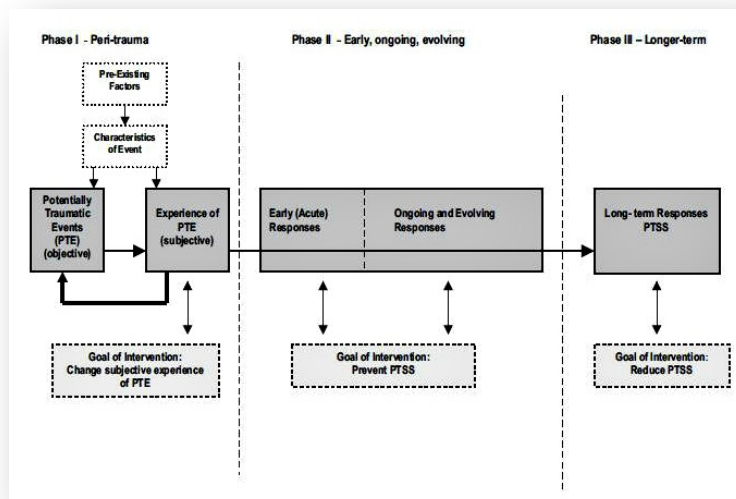 Phase I - Peri-trauma
Phase II - Early, ongoing, evolving
Phase III – Longer-term
Pre-Existing
Factors
Characteristics
of Event
Potentially
Traumatic
Events
(PTE)
(objective)
Experience of
PTE
(subjective)
Early (Acute)
Responses
Ongoing and Evolving
Responses
Long- term Responses
PTSS
Goal of Intervention:
Change subjective experience
of PTE
Goal of Intervention:
Prevent PTSS
Goal of Intervention:
Reduce PTSS